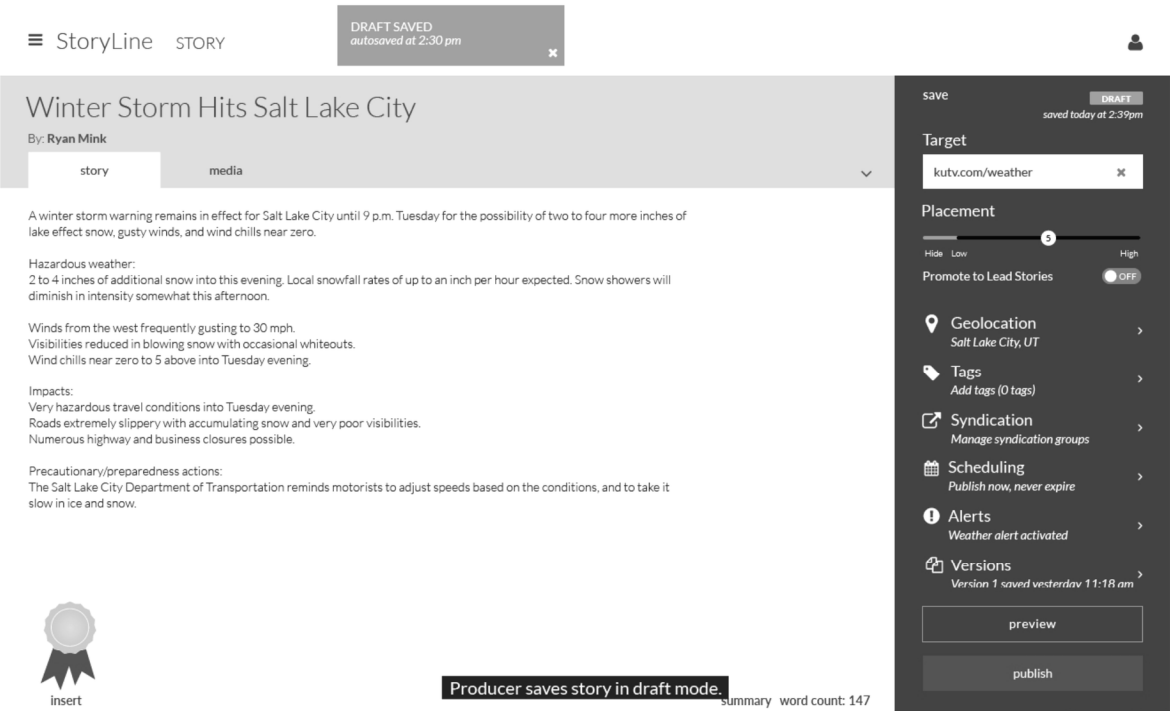 StoryLine STORY
DRAFT SAVED
autosaved at 2:30 pm
Winter Storm Hits Salt Lake City
By: Ryan Mink
story
media
A winter storm warning remains in effect for Salt Lake City until 9 p.m. Tuesday for the possibility of two to four more inches of
lake effect snow, gusty winds, and wind chills near zero.
Hazardous weather:
2 to 4 inches of additional snow into this evening. Local snowfall rates of up to an inch per hour expected. Snow showers will
diminish in intensity somewhat this afternoon.
Winds from the west frequently gusting to 30 mph.
Visibilities reduced in blowing snow with occasional whiteouts.
Wind chills near zero to 5 above into Tuesday evening.
Impacts:
Very hazardous travel conditions into Tuesday evening.
Roads extremely slippery with accumulating snow and very poor visibilities.
Numerous highway and business closures possible.
Precautionary/preparedness actions:
The Salt Lake City Department of Transportation reminds motorists to adjust speeds based on the conditions, and to take it
slow in ice and snow.
insert
Producer saves story in draft mode.
summary word count: 147
save
DRAFT
saved today at 2:39pm
Target
kutv.com/weather
Placement
5
Hide Low High
Promote to Lead Stories OFF
Geolocation
Salt Lake City, UT
Tags
Add tags (0 tags)
Syndication
Manage syndication groups
Scheduling
Publish now, never expire
Alerts
Weather alert activated
Versions
Version 1 saved yesterday 11:18 am
preview
publish